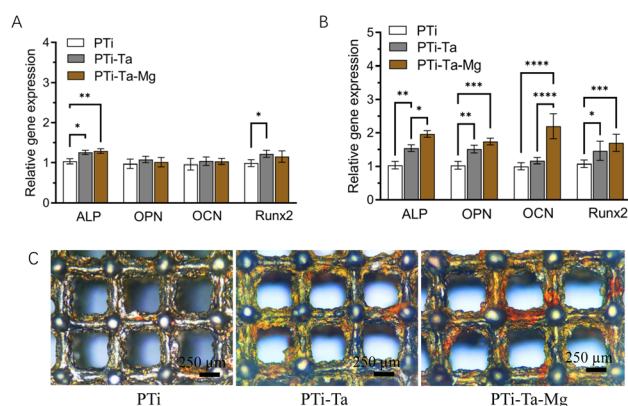 A
PTi
PTi-Ta
PTi-Ta-Mg
Relative gene expression
4
3
2
1
0
**
*
*
ALP
OPN
OCN
Runx2
B
PTi
PTi-Ta
PTi-Ta-Mg
Relative gene expression
5
4
3
2
1
0
**
*
***
**
****
****
***
*
ALP
OPN
OCN
Runx2
C
250 µm
250 µm
250 µm
PTi
PTi-Ta
PTi-Ta-Mg